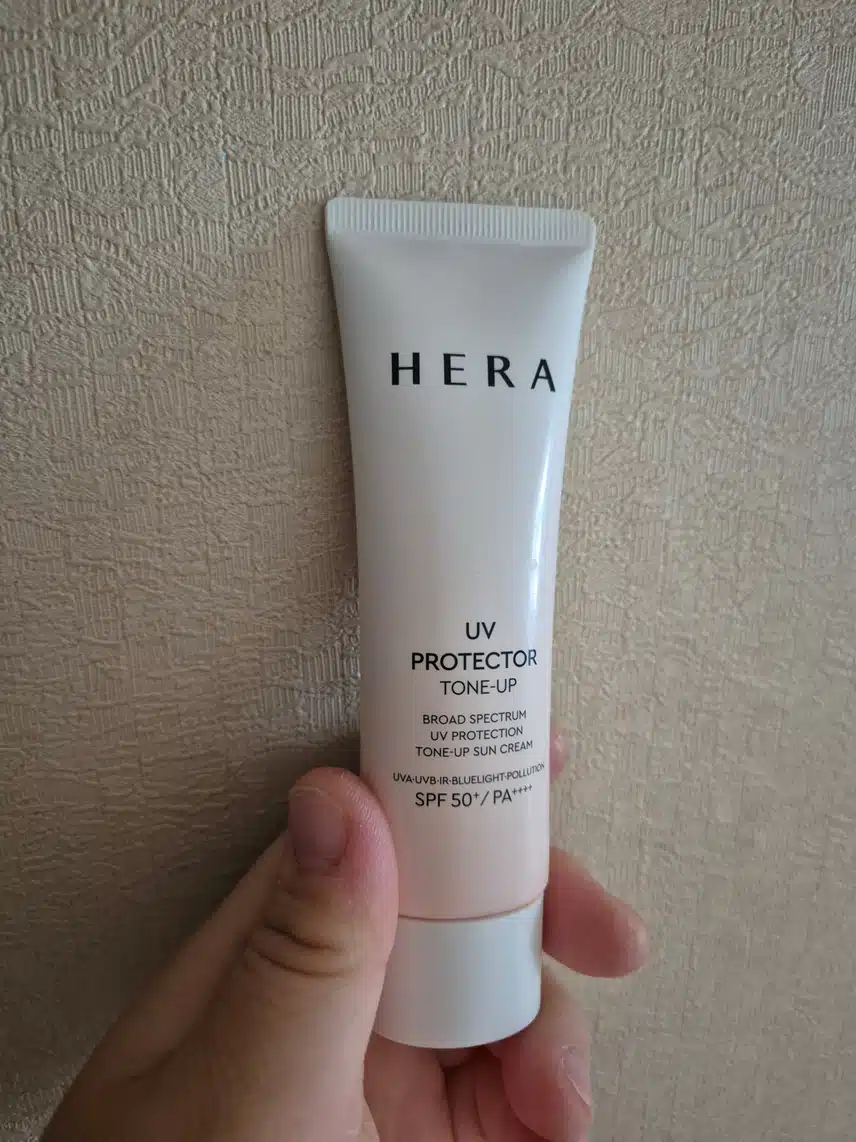 HERA
UV
PROTECTOR
TONE-UP
BROAD SPECTRUM
UV PROTECTION
TONE-UP SUN CREAM
UVA·UVB·IR·BLUELIGHT·POLLUTION
SPF 50⁺/ PA⁺⁺⁺⁺